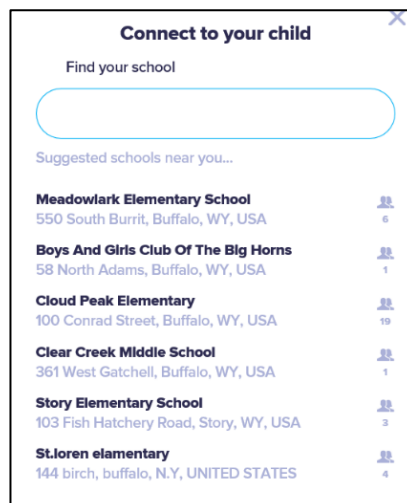 Connect to your child
Find your school
Suggested schools near you...
Meadowlark Elementary School
550 South Burrit, Buffalo, WY, USA
6
Boys And Girls Club Of The Big Horns
58 North Adams, Buffalo, WY, USA
1
Cloud Peak Elementary
100 Conrad Street, Buffalo, WY, USA
19
Clear Creek Middle School
361 West Gatchell, Buffalo, WY, USA
1
Story Elementary School
103 Fish Hatchery Road, Story, WY, USA
3
St.loren elamentary
144 birch, buffalo, N.Y, UNITED STATES
4